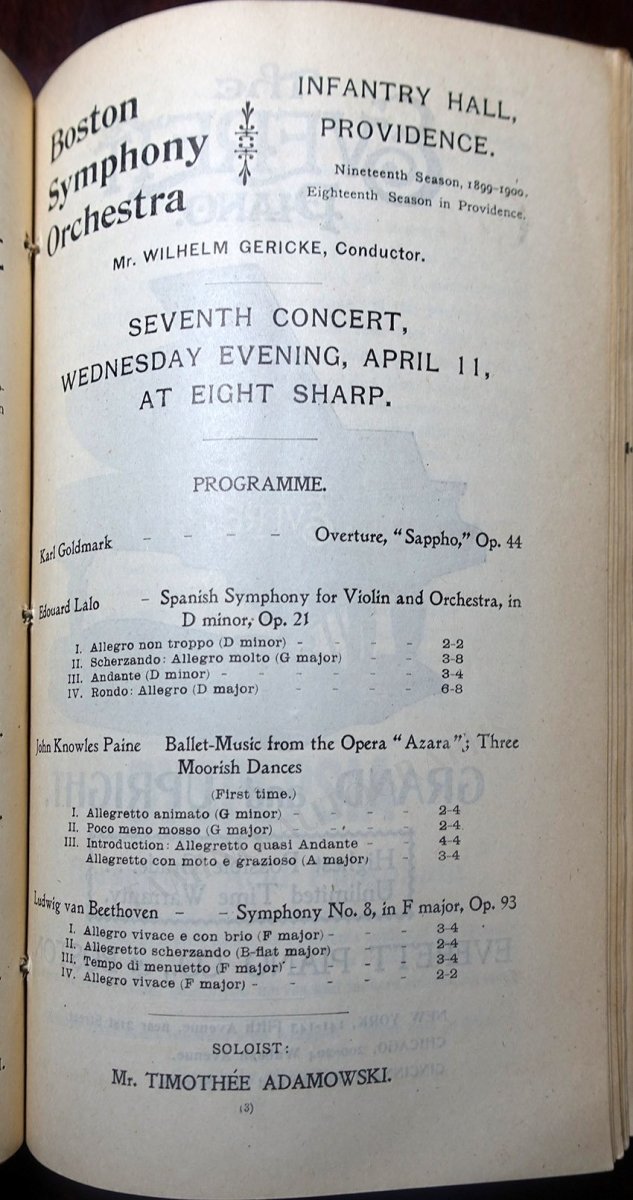 Boston
Symphony
Orchestra
INFANTRY HALL,
PROVIDENCE.
Nineteenth Season, 1899-1900.
Eighteenth Season in Providence.
Mr. WILHELM GERICKE, Conductor.
SEVENTH CONCERT,
WEDNESDAY EVENING, APRIL 11,
AT EIGHT SHARP.
PROGRAMME.
Karl Goldmark - - - - Overture, "Sappho," Op. 44
Edouard Lalo - Spanish Symphony for Violin and Orchestra, in
D minor, Op. 21
I. Allegro non troppo (D minor) - - - - 2-2
II. Scherzando: Allegro molto (G major) - - 3-8
III. Andante (D minor) - - - - - - 3-4
IV. Rondo: Allegro (D major) - - - - 6-8
John Knowles Paine Ballet-Music from the Opera "Azara"; Three
Moorish Dances
(First time.)
I. Allegretto animato (G minor) - - - - 2-4
II. Poco meno mosso (G major) - - - - 2-4
III. Introduction: Allegretto quasi Andante - - 4-4
Allegretto con moto e grazioso (A major) - 3-4
Ludwig van Beethoven - - Symphony No. 8, in F major, Op. 93
I. Allegro vivace e con brio (F major) - - - 3-4
II. Allegretto scherzando (B-flat major) - - 2-4
III. Tempo di menuetto (F major) - - - - 3-4
IV. Allegro vivace (F major) - - - - - 2-2
SOLOIST:
Mr. TIMOTHÉE ADAMOWSKI.
(3)